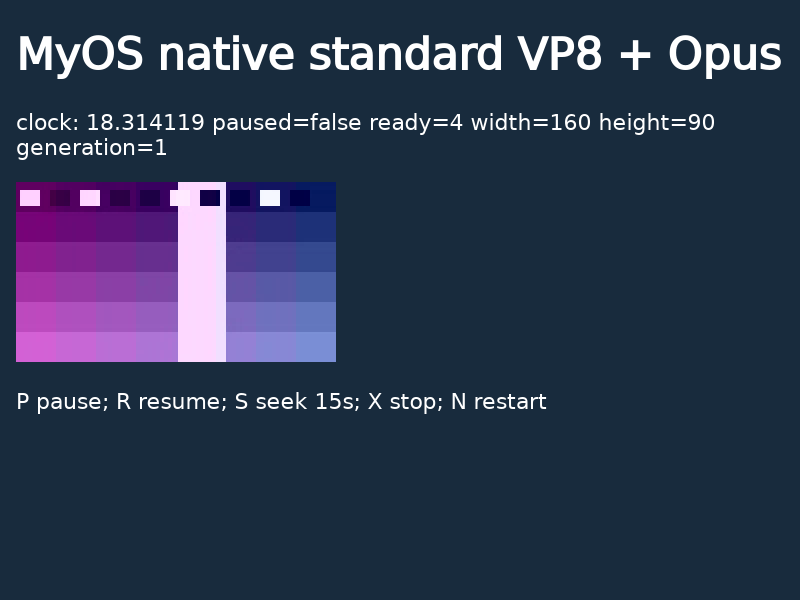 MyOS native standard VP8 + Opus
clock: 18.314119 paused=false ready=4 width=160 height=90
generation=1
P pause; R resume; S seek 15s; X stop; N restart